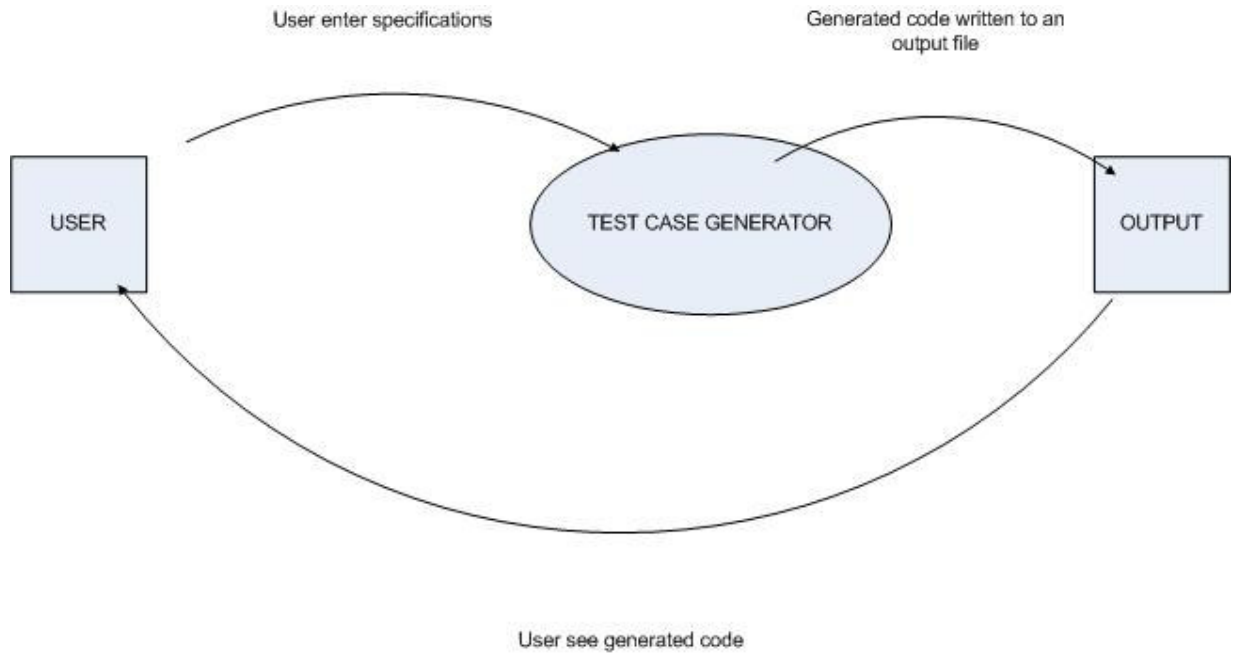 User enter specifications
Generated code written to an
output file
USER
TEST CASE GENERATOR
OUTPUT
User see generated code